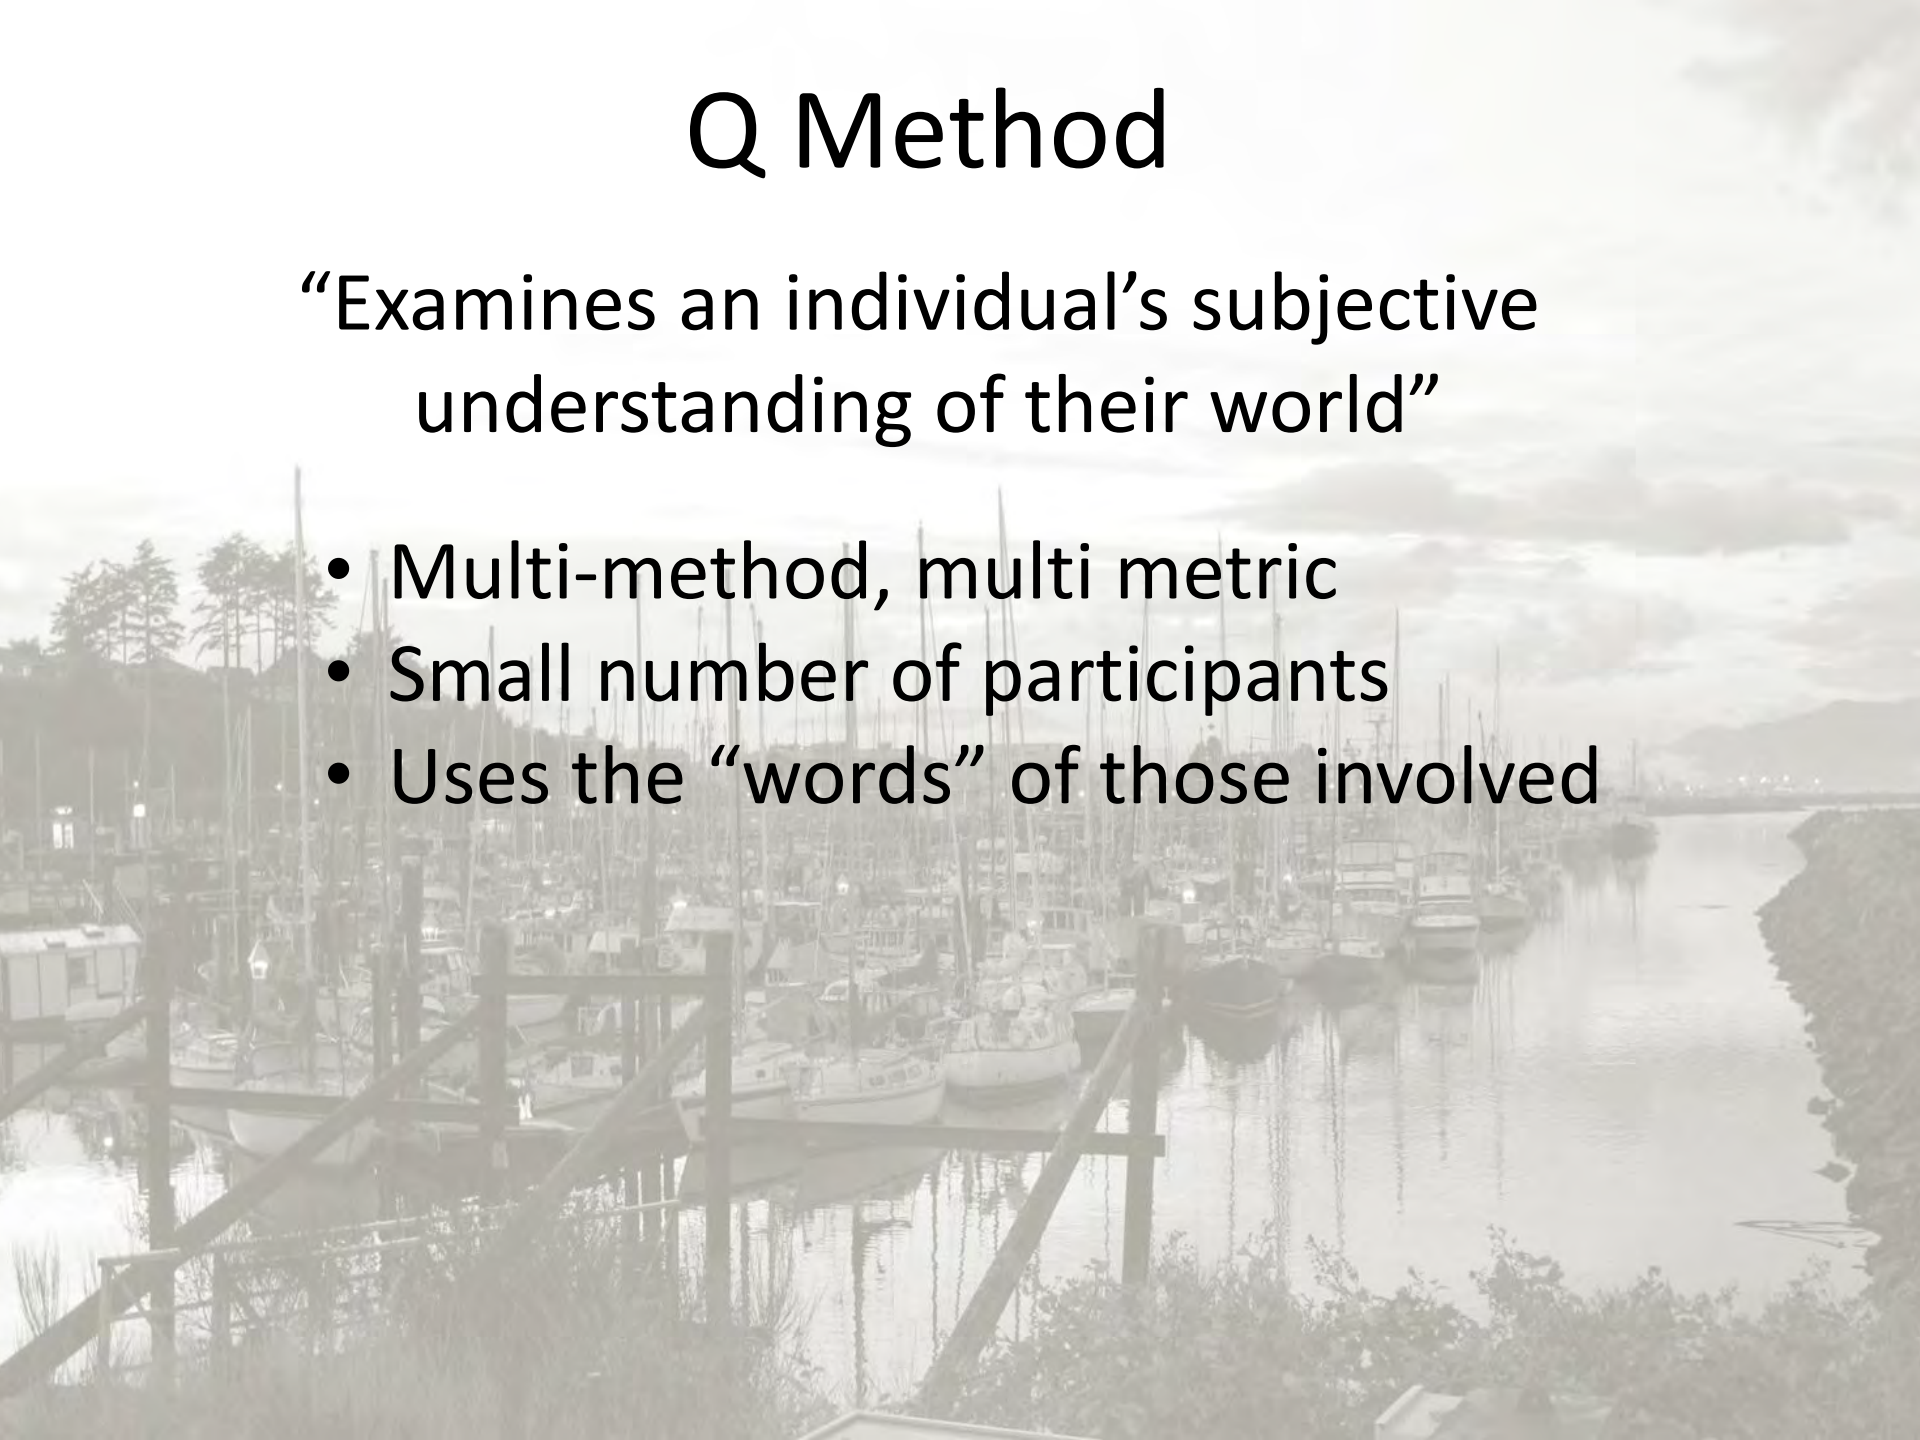 Q Method
“Examines an individual’s subjective
understanding of their world”
• Multi-method, multi metric
• Small number of participants
• Uses the “words” of those involved